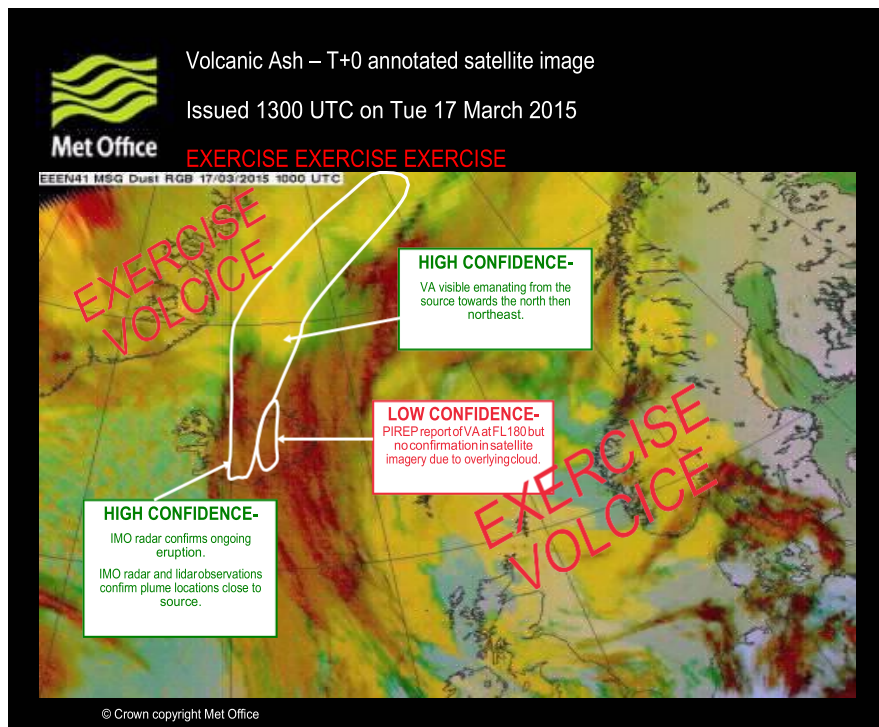 Volcanic Ash – T+0 annotated satellite image
Issued 1300 UTC on Tue 17 March 2015
Met Office
EXERCISE EXERCISE EXERCISE
EEEN41 MSG Dust RGB 17/03/2015 1000 UTC
EXERCISE
VOLCICE
HIGH CONFIDENCE-
VA visible emanating from the
source towards the north then
northeast.
LOW CONFIDENCE-
PIREP report of VA at FL180 but
no confirmation in satellite
imagery due to overlying cloud.
EXERCISE
VOLCICE
HIGH CONFIDENCE-
IMO radar confirms ongoing
eruption.
IMO radar and lidar observations
confirm plume locations close to
source.
© Crown copyright Met Office